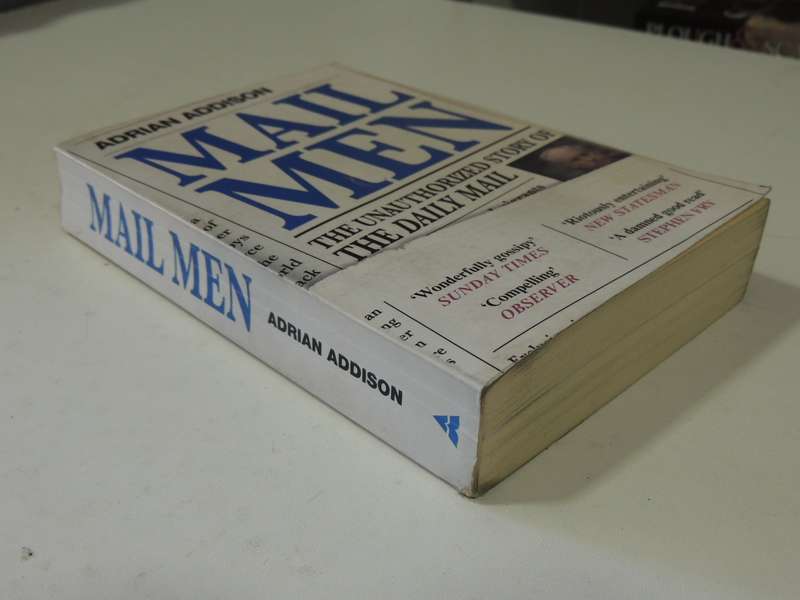 ADRIAN ADDISON
MAIL
MEN
THE UNAUTHORIZED STORY OF
THE DAILY MAIL
'Wonderfully gossipy'
SUNDAY TIMES
'Compelling'
OBSERVER
'Riotously entertaining'
NEW STATESMAN
'A damned good read'
STEPHEN FRY
MAIL MEN
ADRIAN ADDISON
PLOUGH